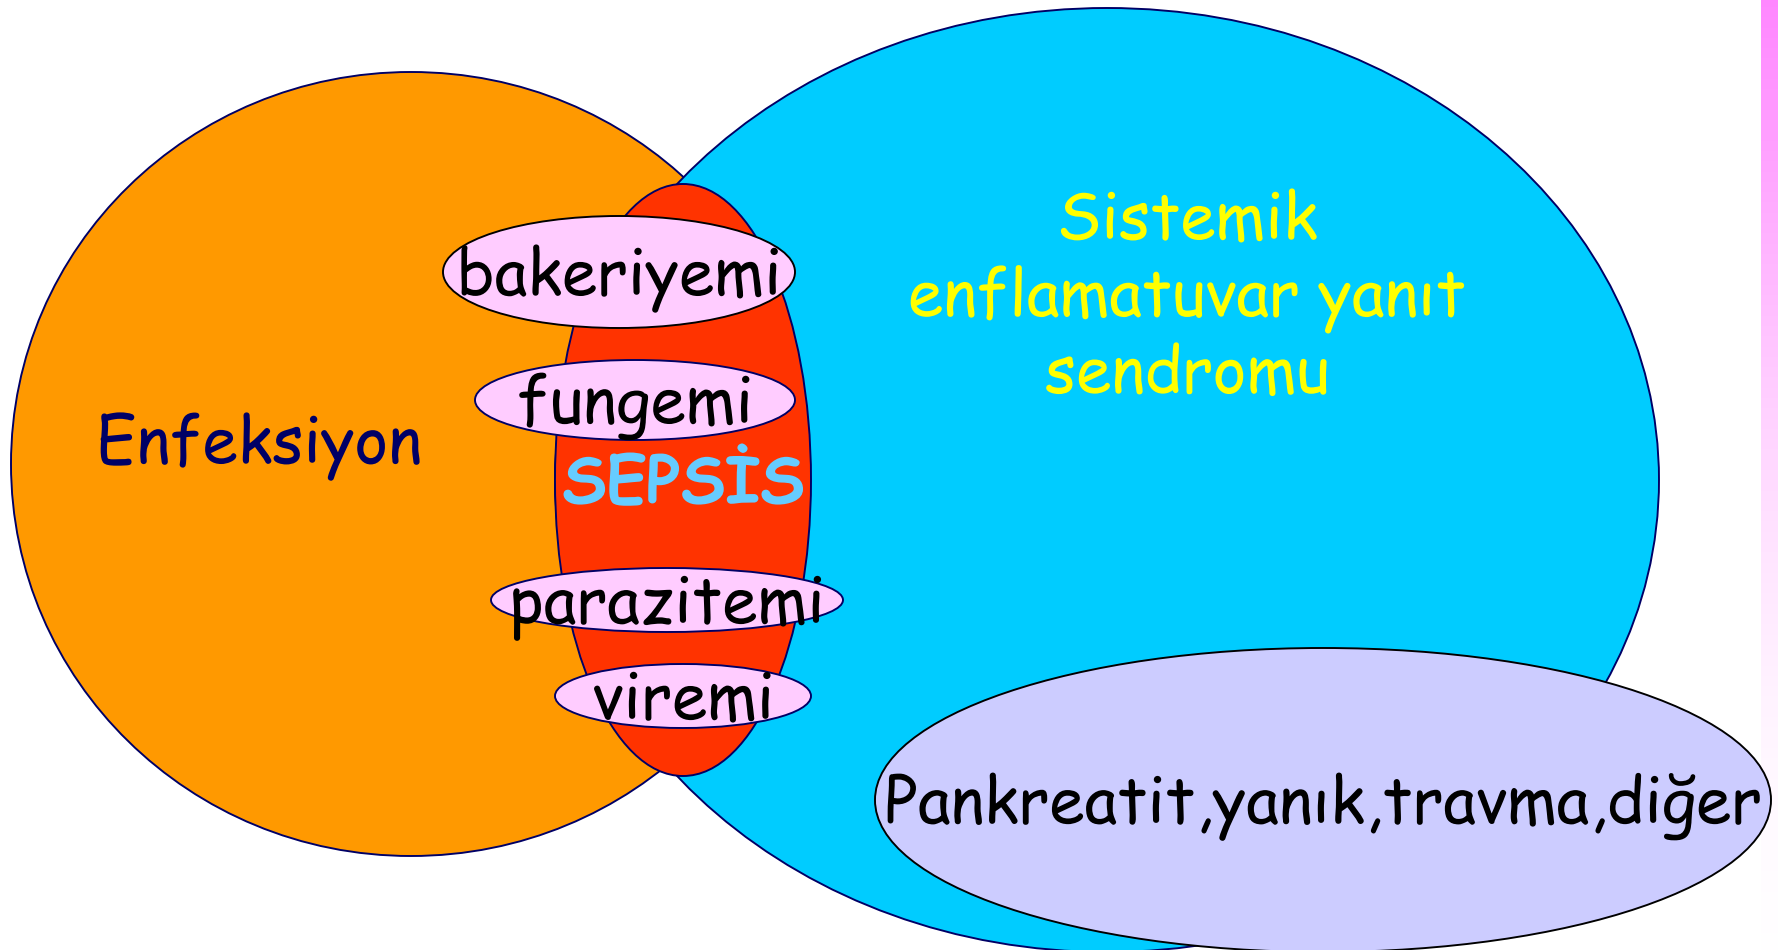 Sistemik
enflamatuvar yanıt
sendromu
bakeriyemi
fungemi
Enfeksiyon
SEPSİS
parazitemi
viremi
Pankreatit,yanık,travma,diğer